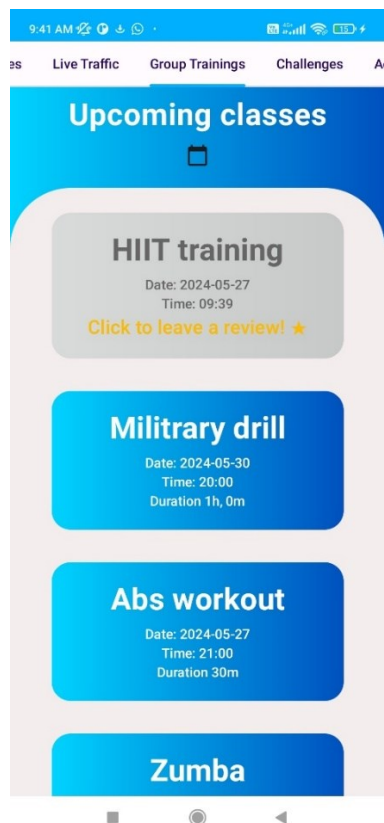 9:41 AM
15
es Live Traffic Group Trainings Challenges A
Upcoming classes
HIIT training
Date: 2024-05-27
Time: 09:39
Click to leave a review! ★
Militrary drill
Date: 2024-05-30
Time: 20:00
Duration 1h, 0m
Abs workout
Date: 2024-05-27
Time: 21:00
Duration 30m
Zumba